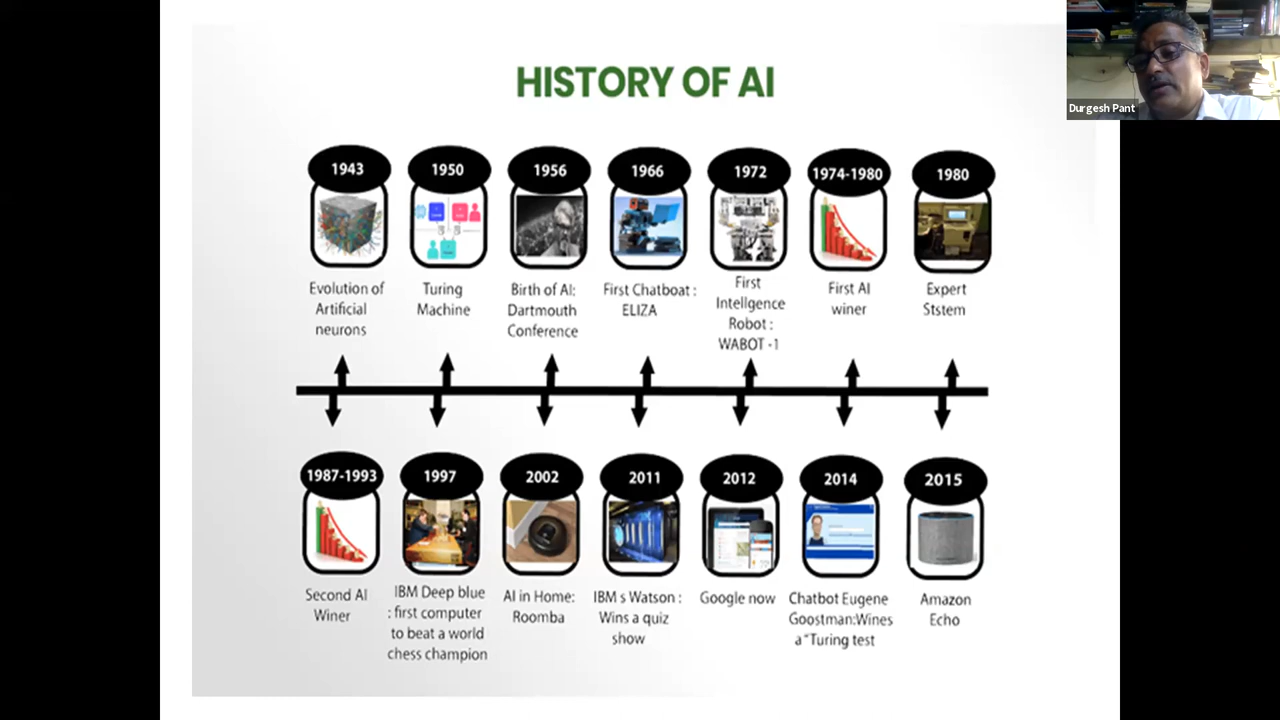 HISTORY OF AI
Durgesh Pant
1943
Evolution of
Artificial
neurons
1950
Turing
Machine
1956
Birth of AI:
Dartmouth
Conference
1966
First Chatboat :
ELIZA
1972
First
Intellgence
Robot :
WABOT -1
1974-1980
First AI
winer
1980
Expert
Ststem
1987-1993
Second AI
Winer
1997
IBM Deep blue
: first computer
to beat a world
chess champion
2002
AI in Home:
Roomba
2011
IBM s Watson :
Wins a quiz
show
2012
Google now
2014
Chatbot Eugene
Goostman:Wines
a "Turing test
2015
Amazon
Echo